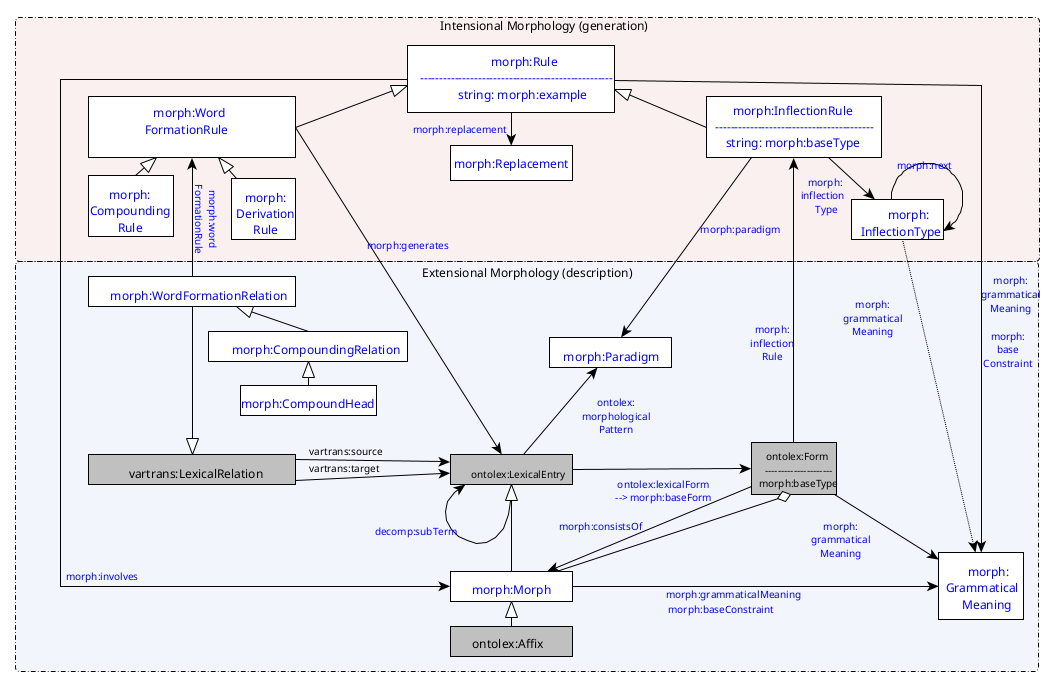 Intensional Morphology (generation)
morph:Rule
--------------------------------------------------
string: morph:example
morph:Word
FormationRule
morph:InflectionRule
-----------------------------------------
string: morph:baseType
morph:replacement
morph:Replacement
morph:next
morph:
Compounding
Rule
morph:word
FormationRule
morph:
Derivation
Rule
morph:
inflection
Type
morph:
InflectionType
morph:generates
morph:paradigm
Extensional Morphology (description)
morph:WordFormationRelation
morph:
grammatical
Meaning
morph:
base
Constraint
morph:
grammatical
Meaning
morph:CompoundingRelation
morph:Paradigm
morph:
inflection
Rule
morph:CompoundHead
ontolex:
morphological
Pattern
vartrans:source
vartrans:LexicalRelation
vartrans:target
ontolex:LexicalEntry
ontolex:Form
---------------------
morph:baseType
ontolex:lexicalForm
--> morph:baseForm
decomp:subTerm
morph:consistsOf
morph:
grammatical
Meaning
morph:involves
morph:Morph
morph:grammaticalMeaning
morph:baseConstraint
morph:
Grammatical
Meaning
ontolex:Affix